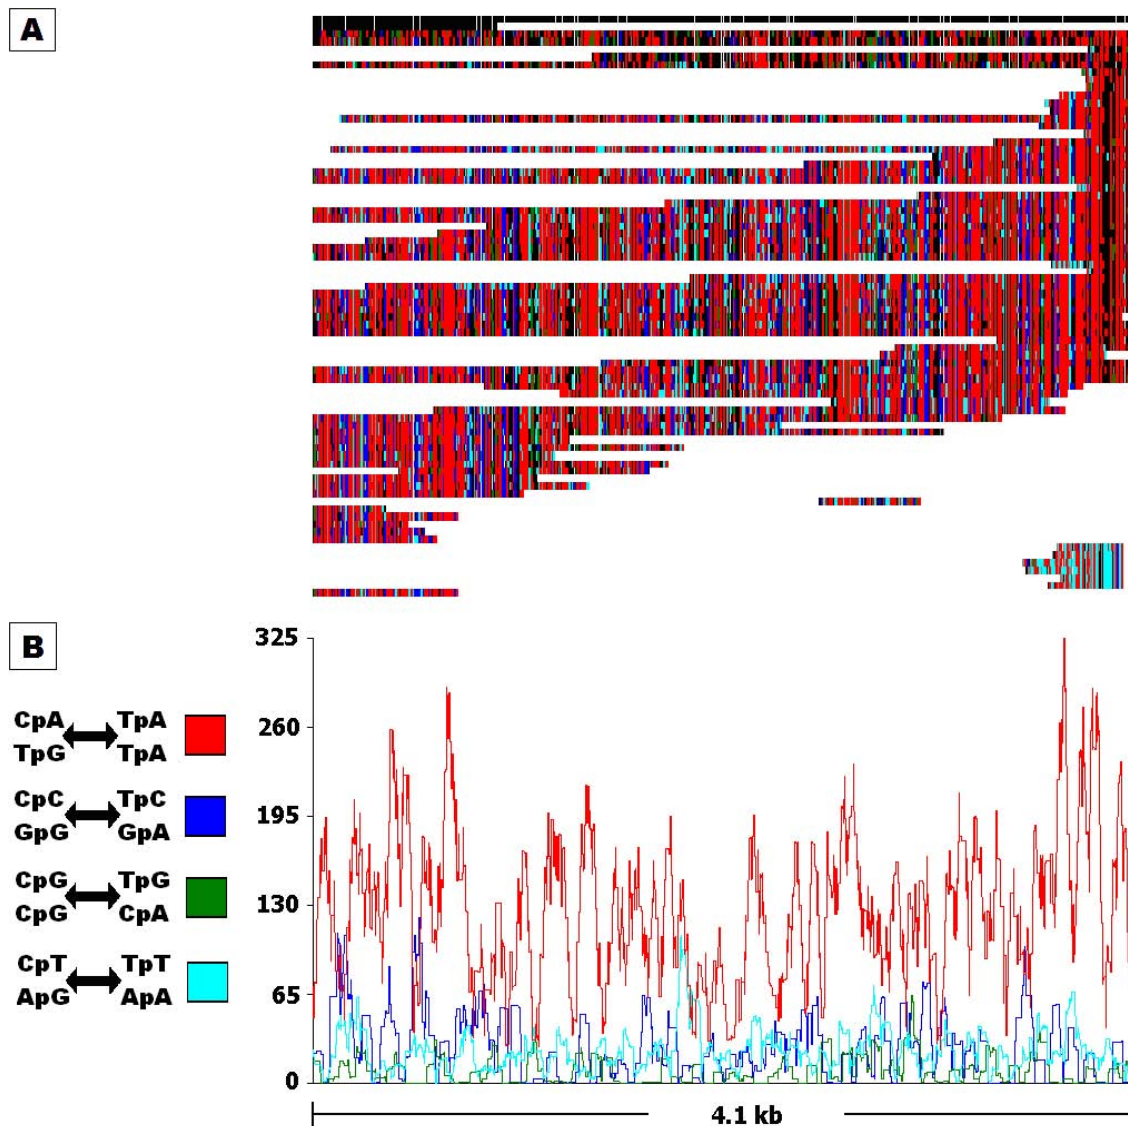 A
B
325
260
195
130
65
0
CpA TpA
TpG TpA
CpC TpC
GpG GpA
CpG TpG
CpG CpA
CpT TpT
ApG ApA
4.1 kb